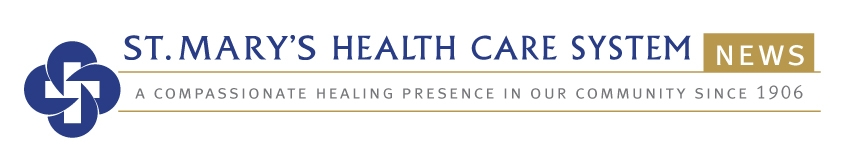 ST. MARY'S HEALTH CARE SYSTEM NEWS
A COMPASSIONATE HEALING PRESENCE IN OUR COMMUNITY SINCE 1906